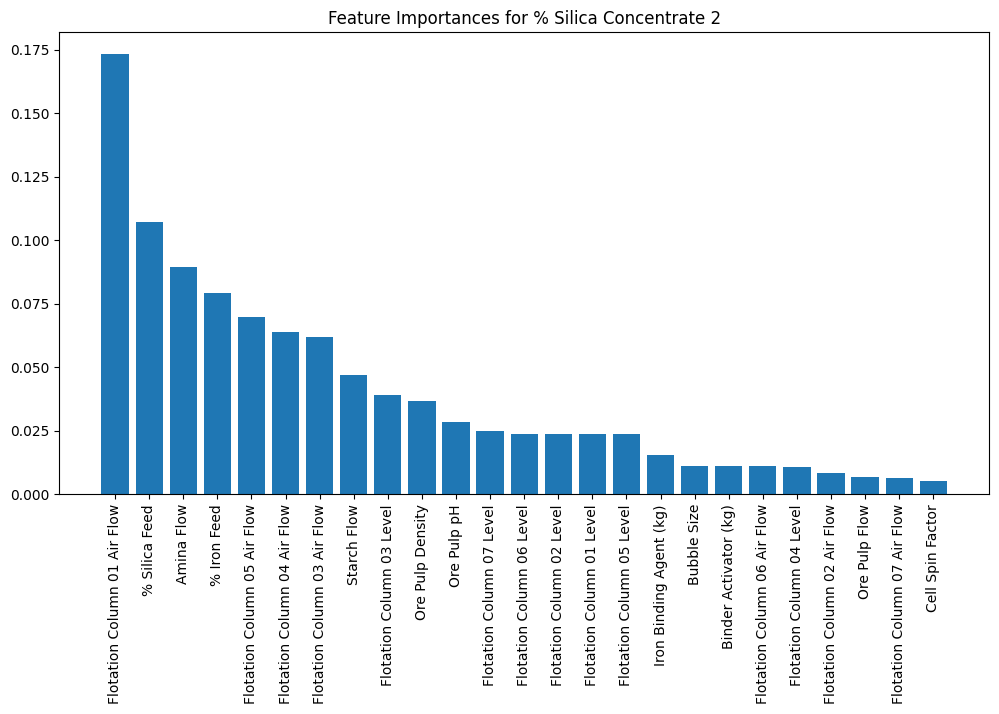 Feature Importances for % Silica Concentrate 2
0.175
0.150
0.125
0.100
0.075
0.050
0.025
0.000
Flotation Column 01 Air Flow
% Silica Feed
Amina Flow
% Iron Feed
Flotation Column 05 Air Flow
Flotation Column 04 Air Flow
Flotation Column 03 Air Flow
Starch Flow
Flotation Column 03 Level
Ore Pulp Density
Ore Pulp pH
Flotation Column 07 Level
Flotation Column 06 Level
Flotation Column 02 Level
Flotation Column 01 Level
Flotation Column 05 Level
Iron Binding Agent (kg)
Bubble Size
Binder Activator (kg)
Flotation Column 06 Air Flow
Flotation Column 04 Level
Flotation Column 02 Air Flow
Ore Pulp Flow
Flotation Column 07 Air Flow
Cell Spin Factor